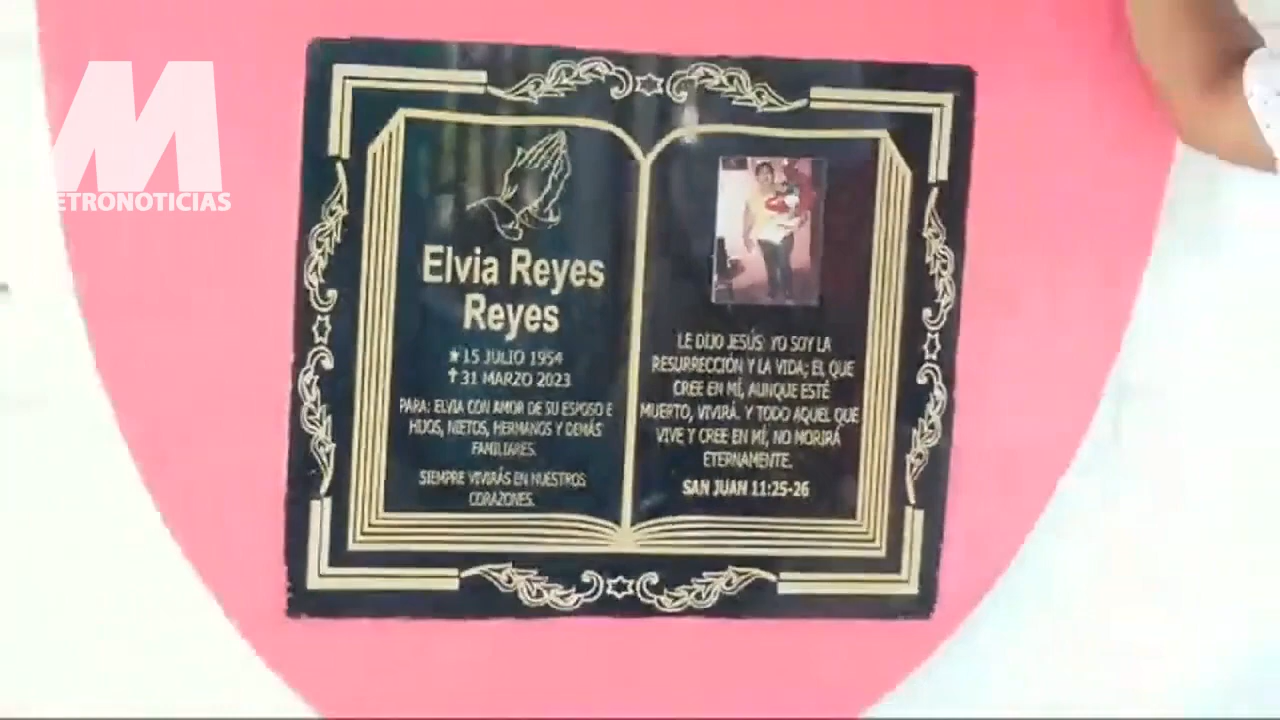 M
ETRONOTICIAS
Elvia Reyes
Reyes
15 JULIO 1954
31 MARZO 2023
PARA: ELVIA CON AMOR DE SU ESPOSO E
HIJOS, NIETOS, HERMANOS Y DEMÁS
FAMILIARES.
SIEMPRE VIVIRÁS EN NUESTROS
CORAZONES.
LE DIJO JESÚS: YO SOY LA
RESURRECCIÓN Y LA VIDA; EL QUE
CREE EN MÍ, AUNQUE ESTÉ
MUERTO, VIVIRÁ. Y TODO AQUEL QUE
VIVE Y CREE EN MÍ, NO MORIRÁ
ETERNAMENTE.
SAN JUAN 11:25-26